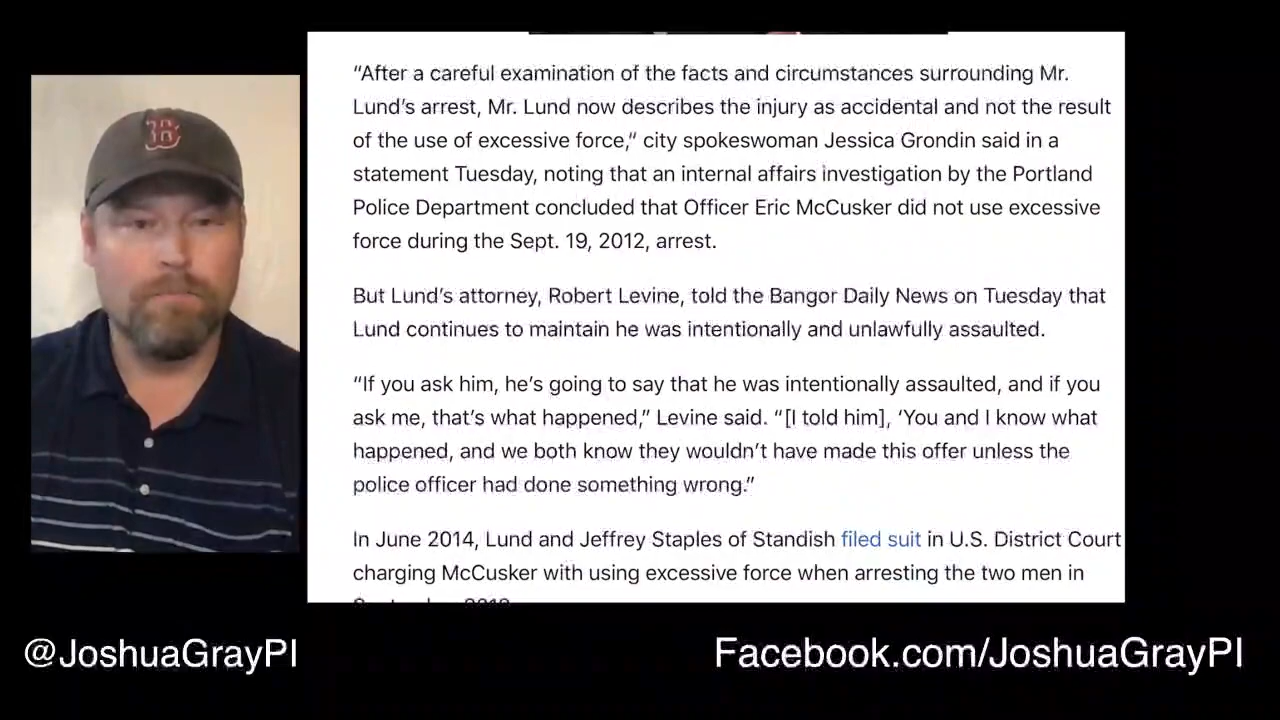 B
“After a careful examination of the facts and circumstances surrounding Mr.
Lund’s arrest, Mr. Lund now describes the injury as accidental and not the result
of the use of excessive force,” city spokeswoman Jessica Grondin said in a
statement Tuesday, noting that an internal affairs investigation by the Portland
Police Department concluded that Officer Eric McCusker did not use excessive
force during the Sept. 19, 2012, arrest.
But Lund’s attorney, Robert Levine, told the Bangor Daily News on Tuesday that
Lund continues to maintain he was intentionally and unlawfully assaulted.
“If you ask him, he’s going to say that he was intentionally assaulted, and if you
ask me, that’s what happened,” Levine said. “[I told him], ‘You and I know what
happened, and we both know they wouldn’t have made this offer unless the
police officer had done something wrong.”
In June 2014, Lund and Jeffrey Staples of Standish filed suit in U.S. District Court
charging McCusker with using excessive force when arresting the two men in
@JoshuaGrayPI
Facebook.com/JoshuaGrayPI